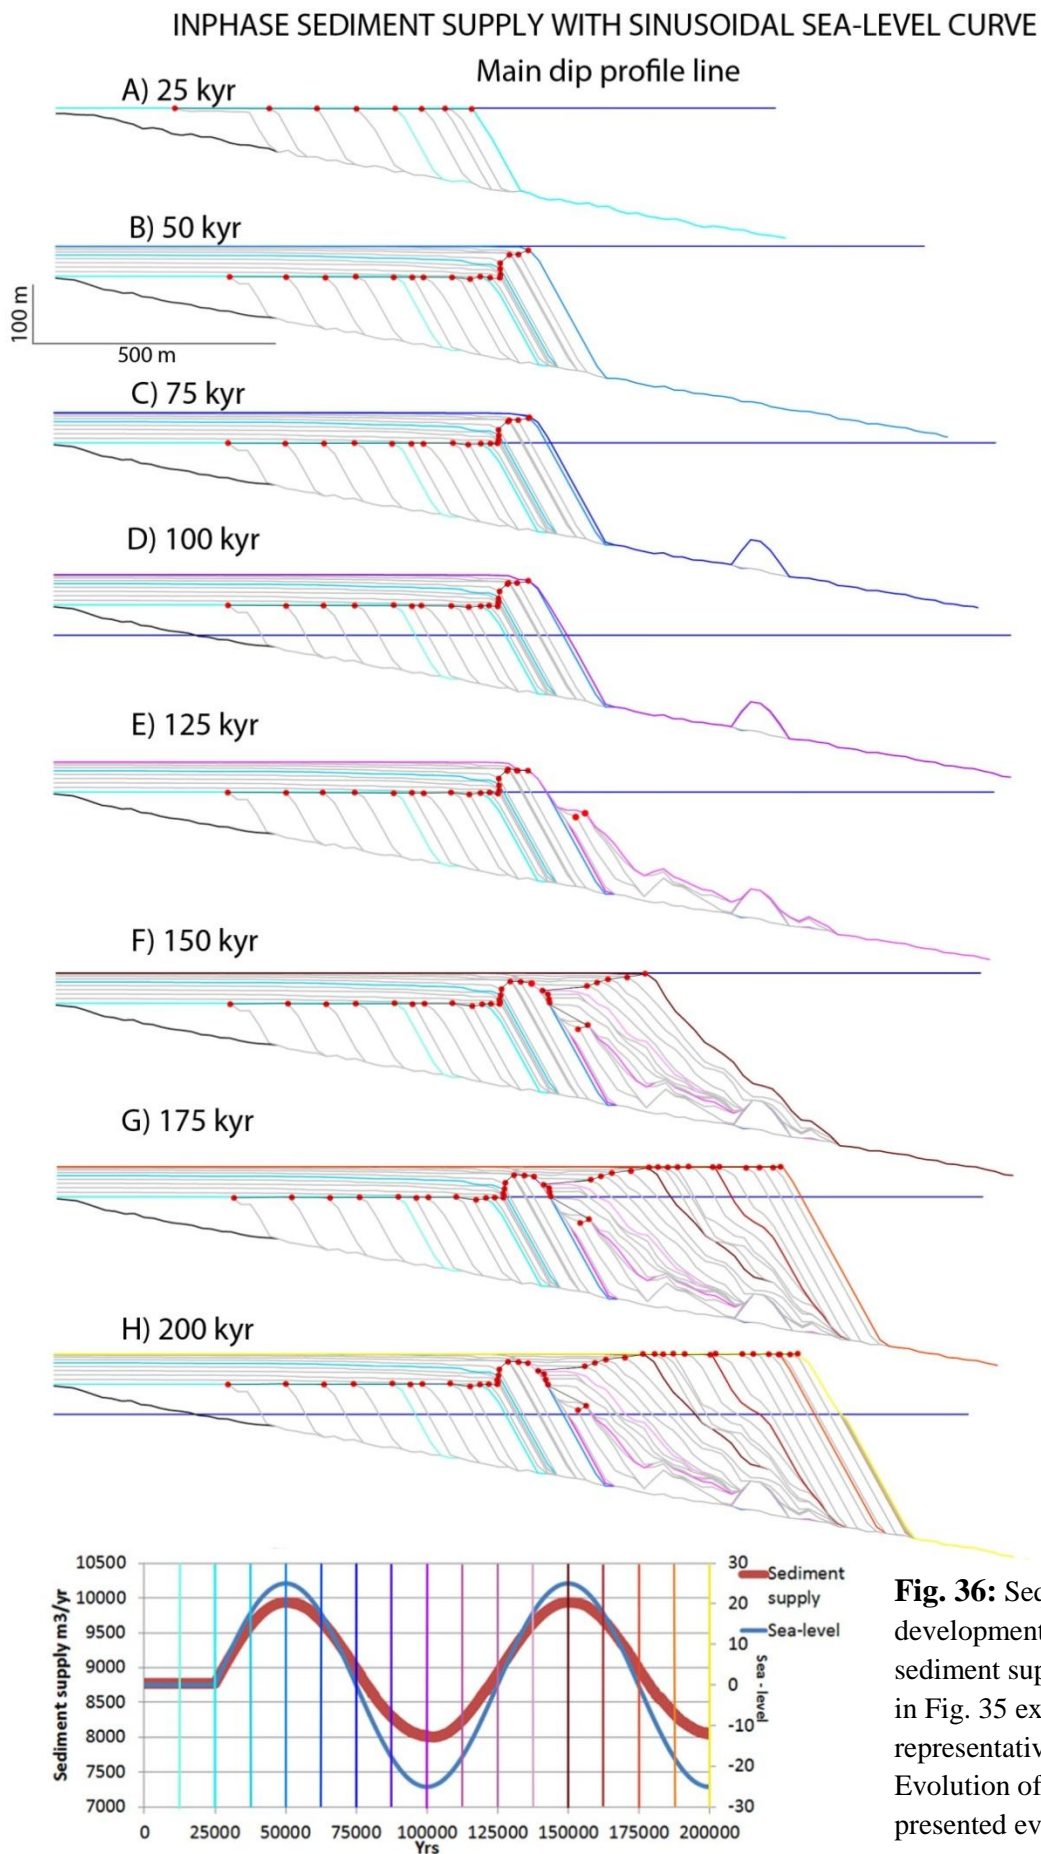 INPHASE SEDIMENT SUPPLY WITH SINUSOIDAL SEA-LEVEL CURVE
Main dip profile line
A) 25 kyr
B) 50 kyr
100 m
500 m
C) 75 kyr
D) 100 kyr
E) 125 kyr
F) 150 kyr
G) 175 kyr
H) 200 kyr
Sediment supply m3/yr
10500
10000
9500
9000
8500
8000
7500
7000
0
25000
50000
75000
100000
125000
150000
175000
200000
Yrs
30
20
10
0
-10
-20
-30
Sea - level
Sediment
supply
Sea-level
Fig. 36: Sed
development
sediment sup
in Fig. 35 ex
representativ
Evolution of
presented ev